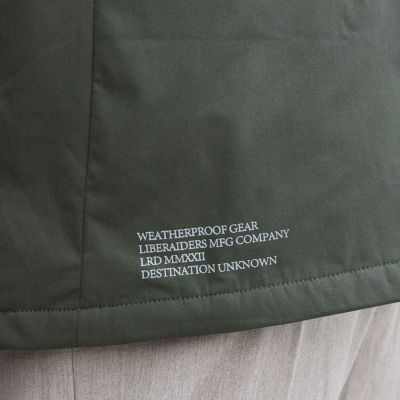 WEATHERPROOF GEAR
LIBERAIDERS MFG COMPANY
LRD MMXXII
DESTINATION UNKNOWN